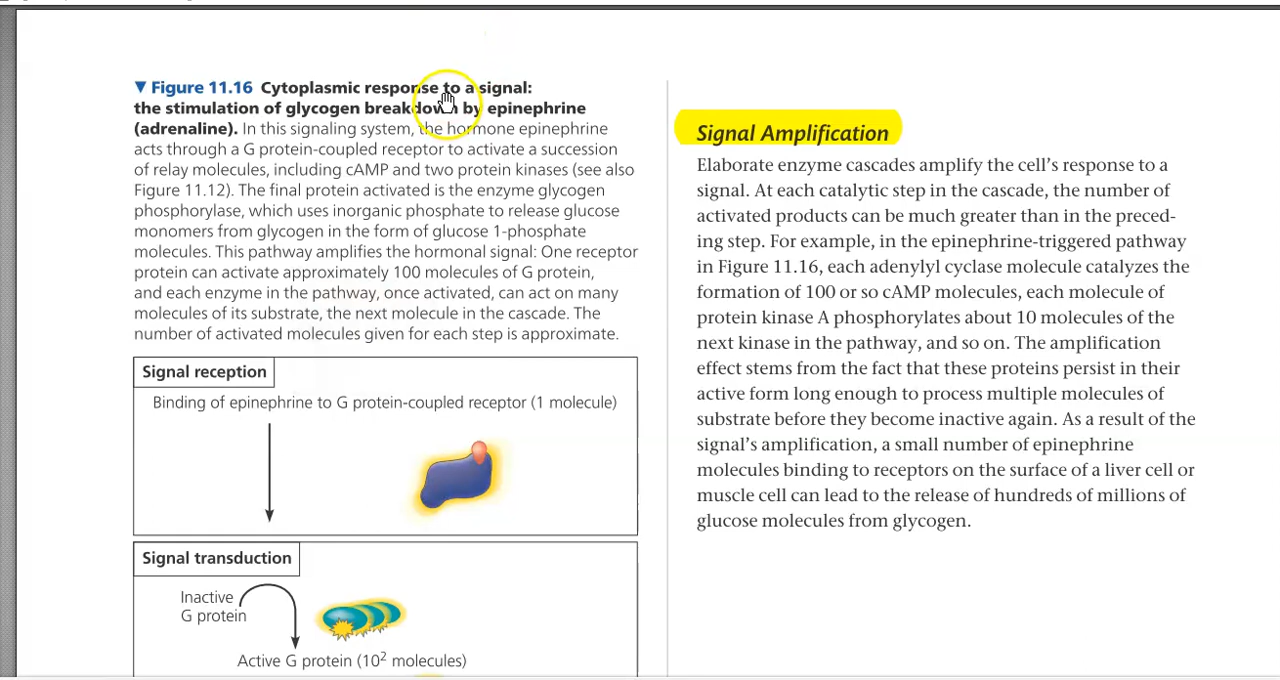 ▼ Figure 11.16 Cytoplasmic response to a signal:
the stimulation of glycogen breakdown by epinephrine
(adrenaline). In this signaling system, the hormone epinephrine
acts through a G protein-coupled receptor to activate a succession
of relay molecules, including cAMP and two protein kinases (see also
Figure 11.12). The final protein activated is the enzyme glycogen
phosphorylase, which uses inorganic phosphate to release glucose
monomers from glycogen in the form of glucose 1-phosphate
molecules. This pathway amplifies the hormonal signal: One receptor
protein can activate approximately 100 molecules of G protein,
and each enzyme in the pathway, once activated, can act on many
molecules of its substrate, the next molecule in the cascade. The
number of activated molecules given for each step is approximate.
Signal reception
Binding of epinephrine to G protein-coupled receptor (1 molecule)
Signal transduction
Inactive
G protein
Active G protein (10² molecules)
Signal Amplification
Elaborate enzyme cascades amplify the cell's response to a
signal. At each catalytic step in the cascade, the number of
activated products can be much greater than in the preced-
ing step. For example, in the epinephrine-triggered pathway
in Figure 11.16, each adenylyl cyclase molecule catalyzes the
formation of 100 or so cAMP molecules, each molecule of
protein kinase A phosphorylates about 10 molecules of the
next kinase in the pathway, and so on. The amplification
effect stems from the fact that these proteins persist in their
active form long enough to process multiple molecules of
substrate before they become inactive again. As a result of the
signal's amplification, a small number of epinephrine
molecules binding to receptors on the surface of a liver cell or
muscle cell can lead to the release of hundreds of millions of
glucose molecules from glycogen.